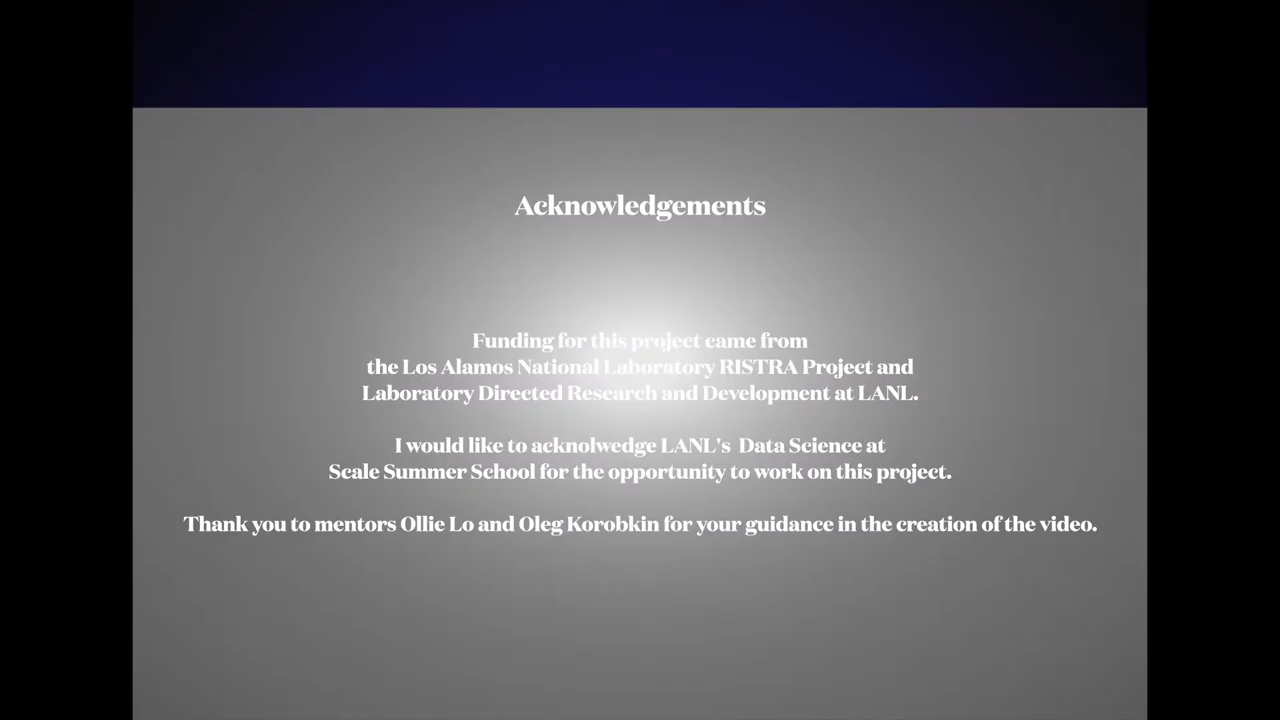 Acknowledgements
Funding for this project came from
the Los Alamos National Laboratory RISTRA Project and
Laboratory Directed Research and Development at LANL.
I would like to acknolwedge LANL's  Data Science at
Scale Summer School for the opportunity to work on this project.
Thank you to mentors Ollie Lo and Oleg Korobkin for your guidance in the creation of the video.